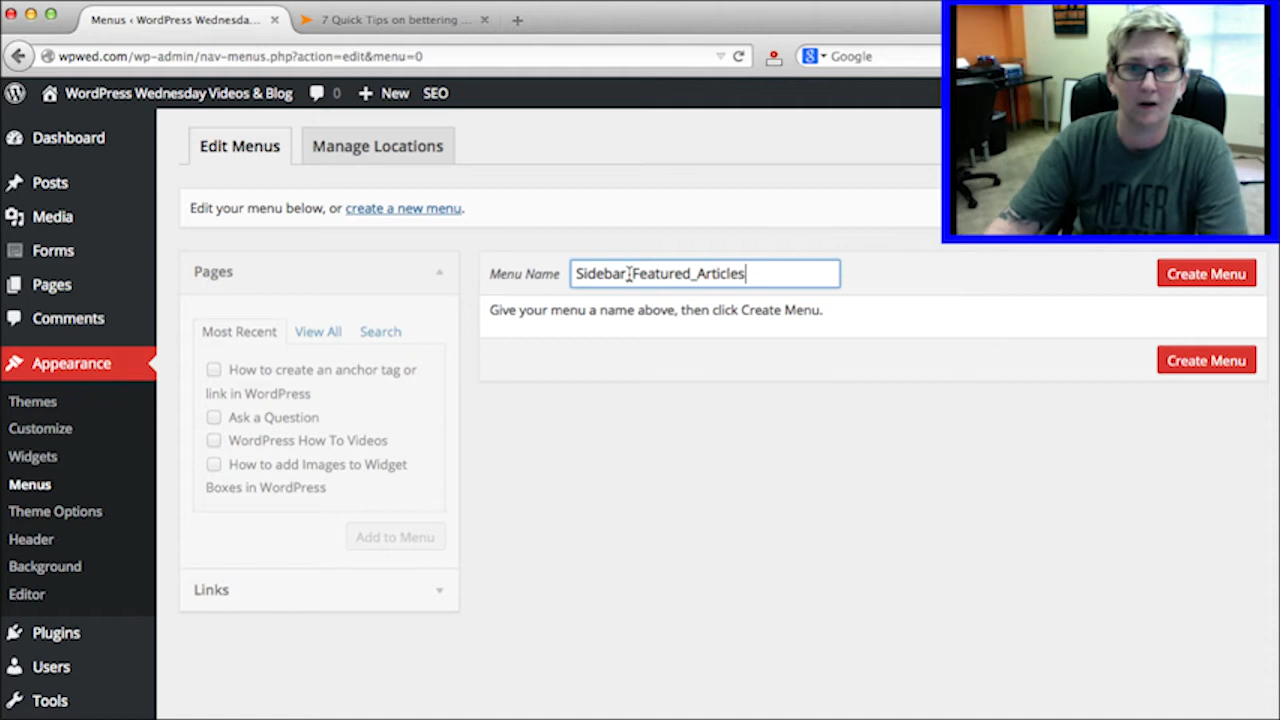 Menus ‹ WordPress Wednesda...
7 Quick Tips on bettering ...
wpwed.com/wp-admin/nav-menus.php?action=edit&menu=0
Google
WordPress Wednesday Videos & Blog
0
New
SEO
Dashboard
Posts
Media
Forms
Pages
Comments
Appearance
Themes
Customize
Widgets
Menus
Theme Options
Header
Background
Editor
Plugins
Users
Tools
Edit Menus
Manage Locations
Edit your menu below, or create a new menu.
Pages
Most Recent
View All
Search
How to create an anchor tag or
link in WordPress
Ask a Question
WordPress How To Videos
How to add Images to Widget
Boxes in WordPress
Add to Menu
Links
Menu Name
Sidebar_Featured_Articles
Create Menu
Give your menu a name above, then click Create Menu.
Create Menu
NEVER